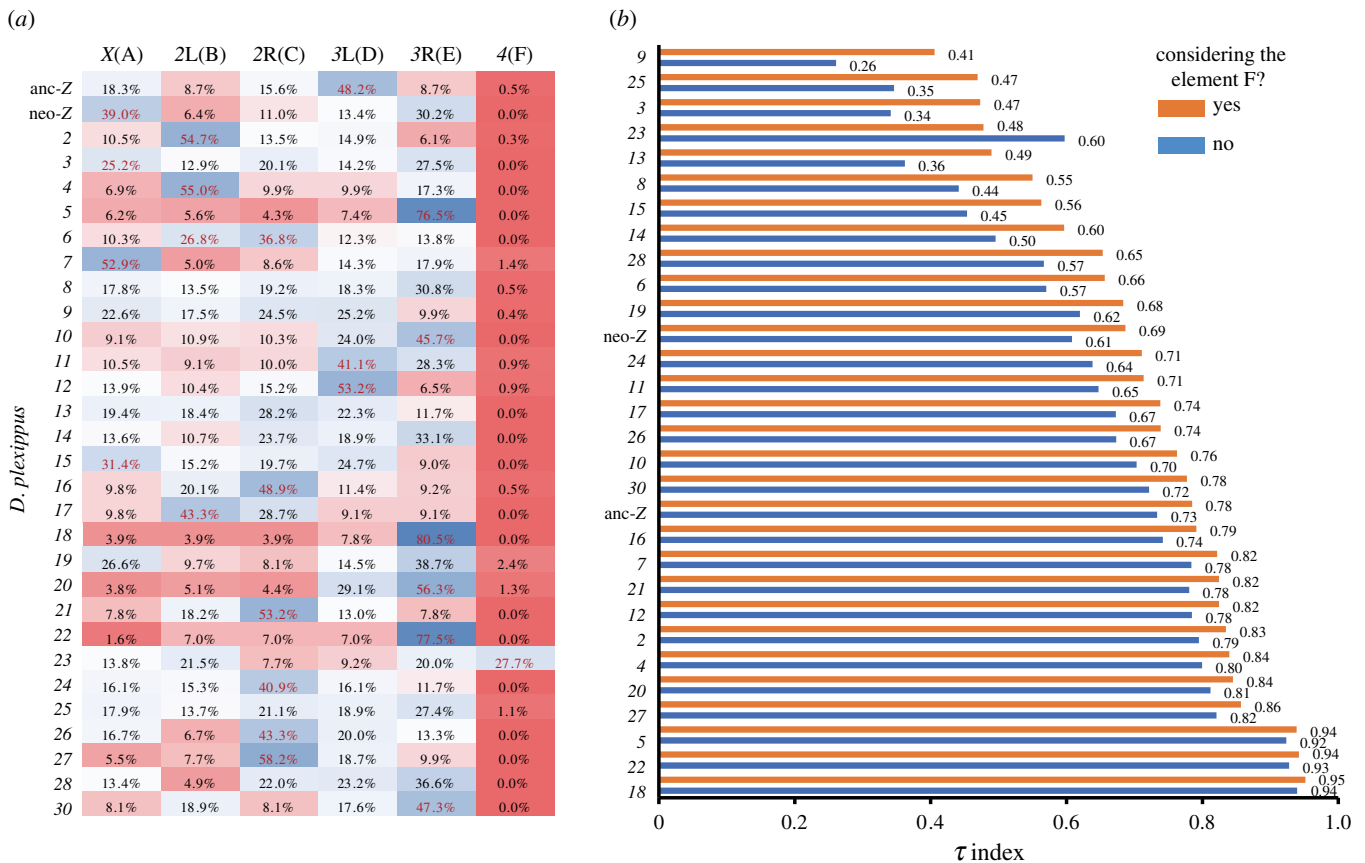 (a)
X(A) 2L(B) 2R(C) 3L(D) 3R(E) 4(F)
anc-Z 18.3% 8.7% 15.6% 48.2% 8.7% 0.5%
neo-Z 39.0% 6.4% 11.0% 13.4% 30.2% 0.0%
2 10.5% 54.7% 13.5% 14.9% 6.1% 0.3%
3 25.2% 12.9% 20.1% 14.2% 27.5% 0.0%
4 6.9% 55.0% 9.9% 9.9% 17.3% 0.0%
5 6.2% 5.6% 4.3% 7.4% 76.5% 0.0%
6 10.3% 26.8% 36.8% 12.3% 13.8% 0.0%
7 52.9% 5.0% 8.6% 14.3% 17.9% 1.4%
8 17.8% 13.5% 19.2% 18.3% 30.8% 0.5%
9 22.6% 17.5% 24.5% 25.2% 9.9% 0.4%
10 9.1% 10.9% 10.3% 24.0% 45.7% 0.0%
11 10.5% 9.1% 10.0% 41.1% 28.3% 0.9%
12 13.9% 10.4% 15.2% 53.2% 6.5% 0.9%
13 19.4% 18.4% 28.2% 22.3% 11.7% 0.0%
14 13.6% 10.7% 23.7% 18.9% 33.1% 0.0%
15 31.4% 15.2% 19.7% 24.7% 9.0% 0.0%
16 9.8% 20.1% 48.9% 11.4% 9.2% 0.5%
17 9.8% 43.3% 28.7% 9.1% 9.1% 0.0%
18 3.9% 3.9% 3.9% 7.8% 80.5% 0.0%
19 26.6% 9.7% 8.1% 14.5% 38.7% 2.4%
20 3.8% 5.1% 4.4% 29.1% 56.3% 1.3%
21 7.8% 18.2% 53.2% 13.0% 7.8% 0.0%
22 1.6% 7.0% 7.0% 7.0% 77.5% 0.0%
23 13.8% 21.5% 7.7% 9.2% 20.0% 27.7%
24 16.1% 15.3% 40.9% 16.1% 11.7% 0.0%
25 17.9% 13.7% 21.1% 18.9% 27.4% 1.1%
26 16.7% 6.7% 43.3% 20.0% 13.3% 0.0%
27 5.5% 7.7% 58.2% 18.7% 9.9% 0.0%
28 13.4% 4.9% 22.0% 23.2% 36.6% 0.0%
30 8.1% 18.9% 8.1% 17.6% 47.3% 0.0%
D. plexippus
(b)
considering the
element F?
yes
no
9 0.41
0.26
25 0.47
0.35
3 0.47
0.34
23 0.48
0.60
13 0.49
0.36
8 0.55
0.44
15 0.56
0.45
14 0.60
0.50
28 0.65
0.57
6 0.66
0.57
19 0.68
0.62
neo-Z 0.69
0.61
24 0.71
0.64
11 0.71
0.65
17 0.74
0.67
26 0.74
0.67
10 0.76
0.70
30 0.78
0.72
anc-Z 0.78
0.73
16 0.79
0.74
7 0.82
0.78
21 0.82
0.78
12 0.82
0.78
2 0.83
0.79
4 0.84
0.80
20 0.84
0.81
27 0.86
0.82
5 0.94
0.92
22 0.94
0.93
18 0.95
0.94
0 0.2 0.4 0.6 0.8 1.0
τ index